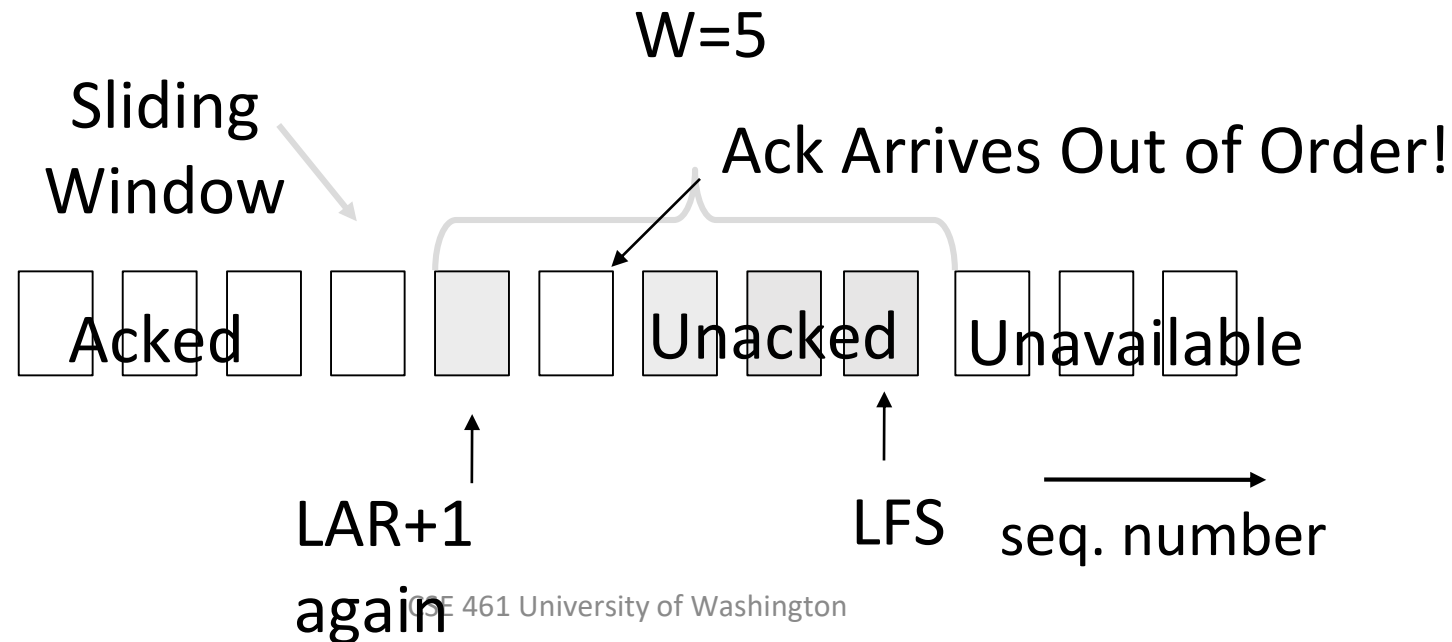 W=5
Sliding
Window
Ack Arrives Out of Order!
Acked
Unacked
Unavailable
LAR+1
again
LFS
seq. number
CSE 461 University of Washington